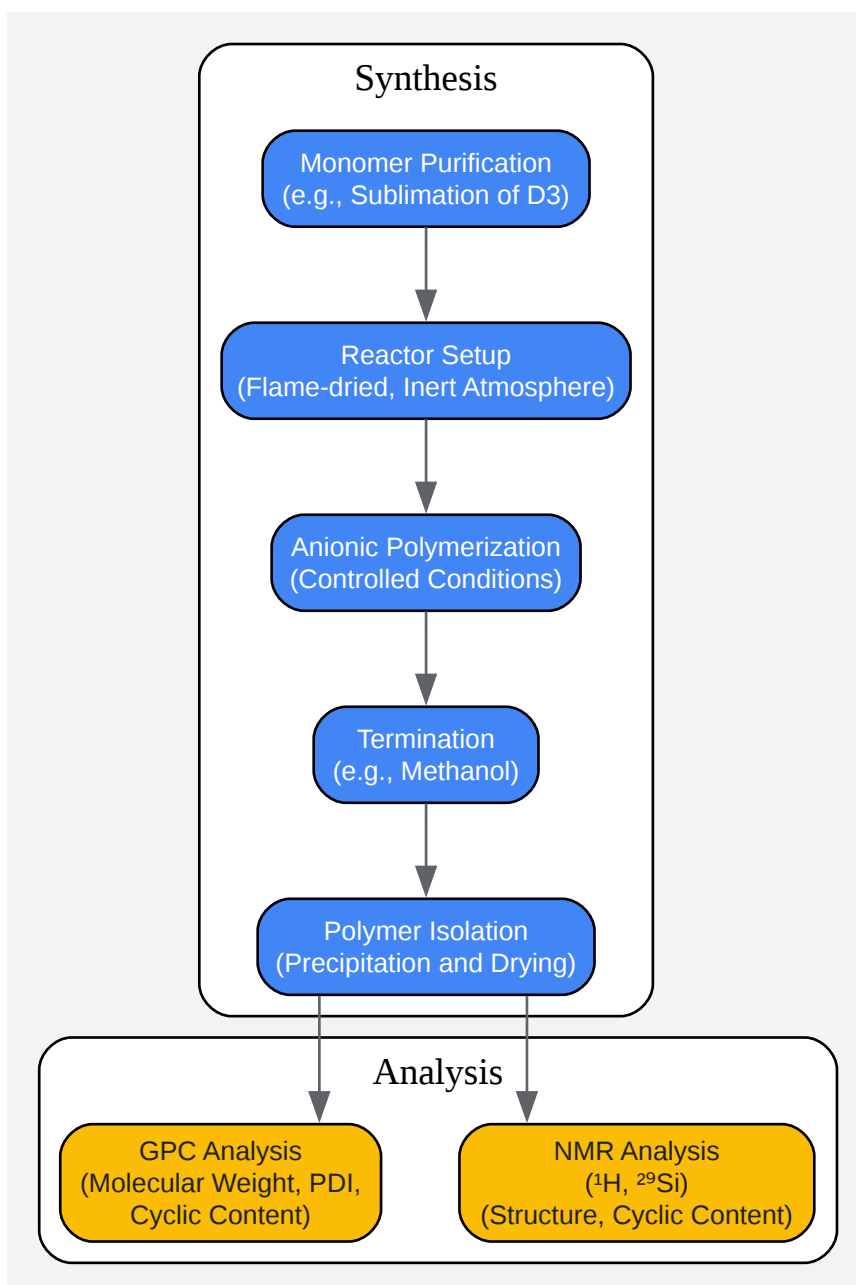 Synthesis
Monomer Purification
(e.g., Sublimation of D3)
Reactor Setup
(Flame-dried, Inert Atmosphere)
Anionic Polymerization
(Controlled Conditions)
Termination
(e.g., Methanol)
Polymer Isolation
(Precipitation and Drying)
Analysis
GPC Analysis
(Molecular Weight, PDI,
Cyclic Content)
NMR Analysis
(¹H, ²⁹Si)
(Structure, Cyclic Content)